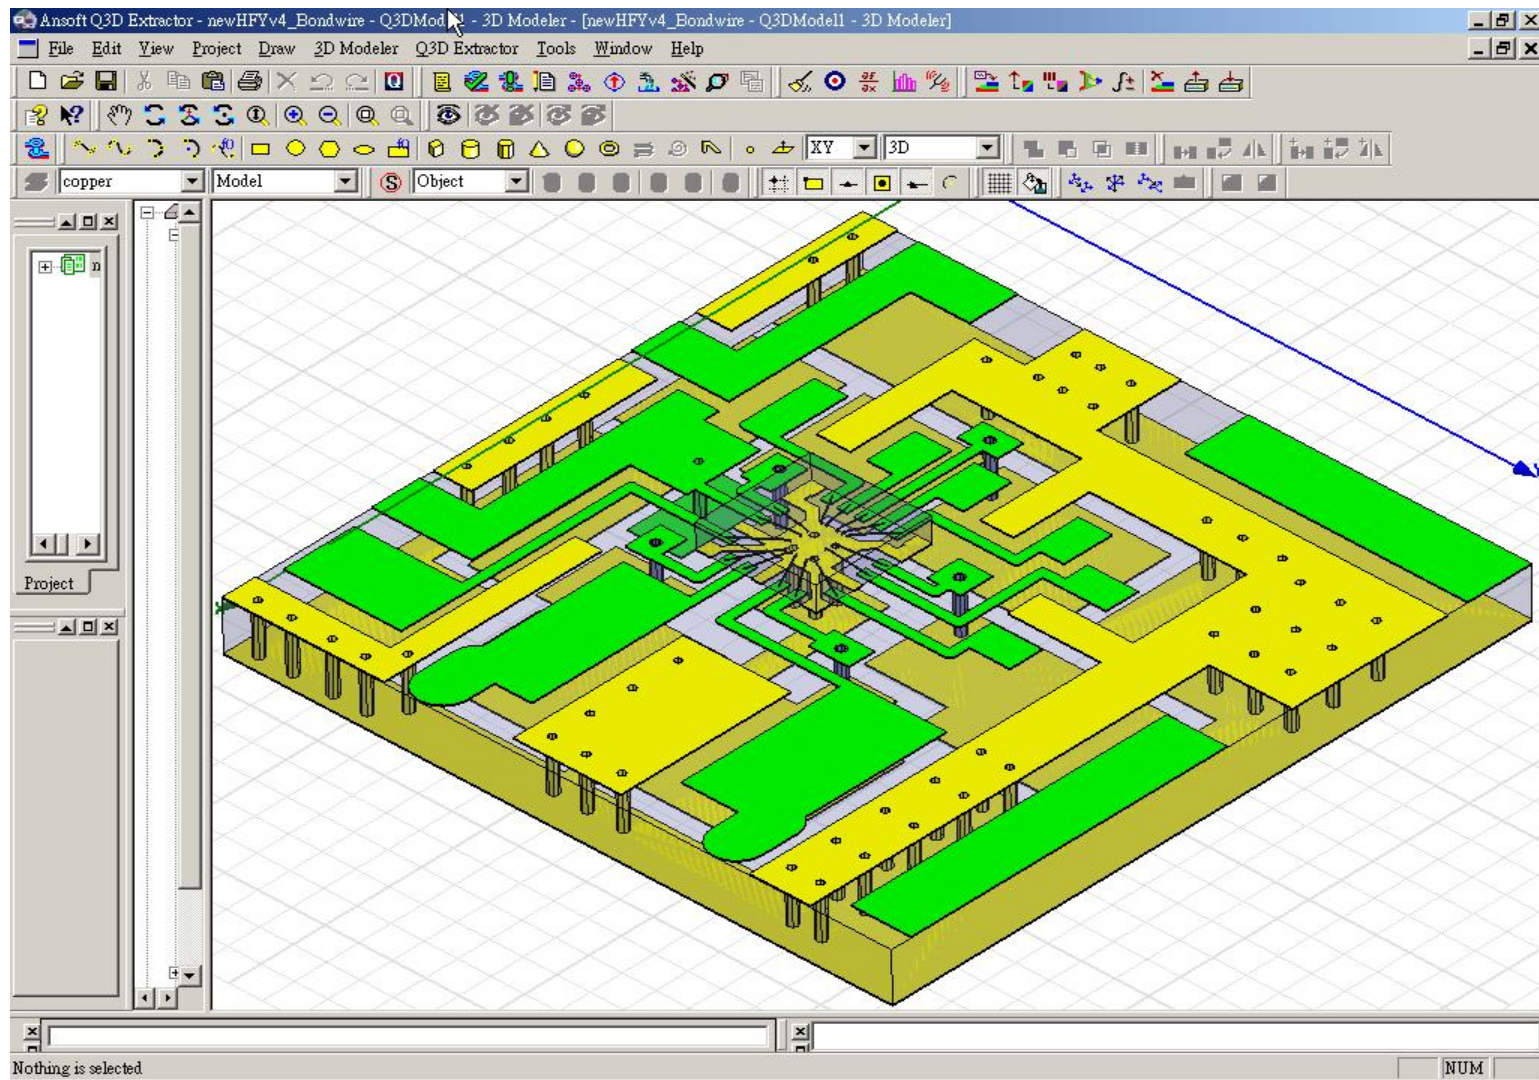 Ansoft Q3D Extractor - newHFYv4_Bondwire - Q3DMod l1 - 3D Modeler - [newHFYv4_Bondwire - Q3DModel1 - 3D Modeler]
File Edit View Project Draw 3D Modeler Q3D Extractor Tools Window Help
XY 3D
copper Model Object
n
Project
Nothing is selected NUM